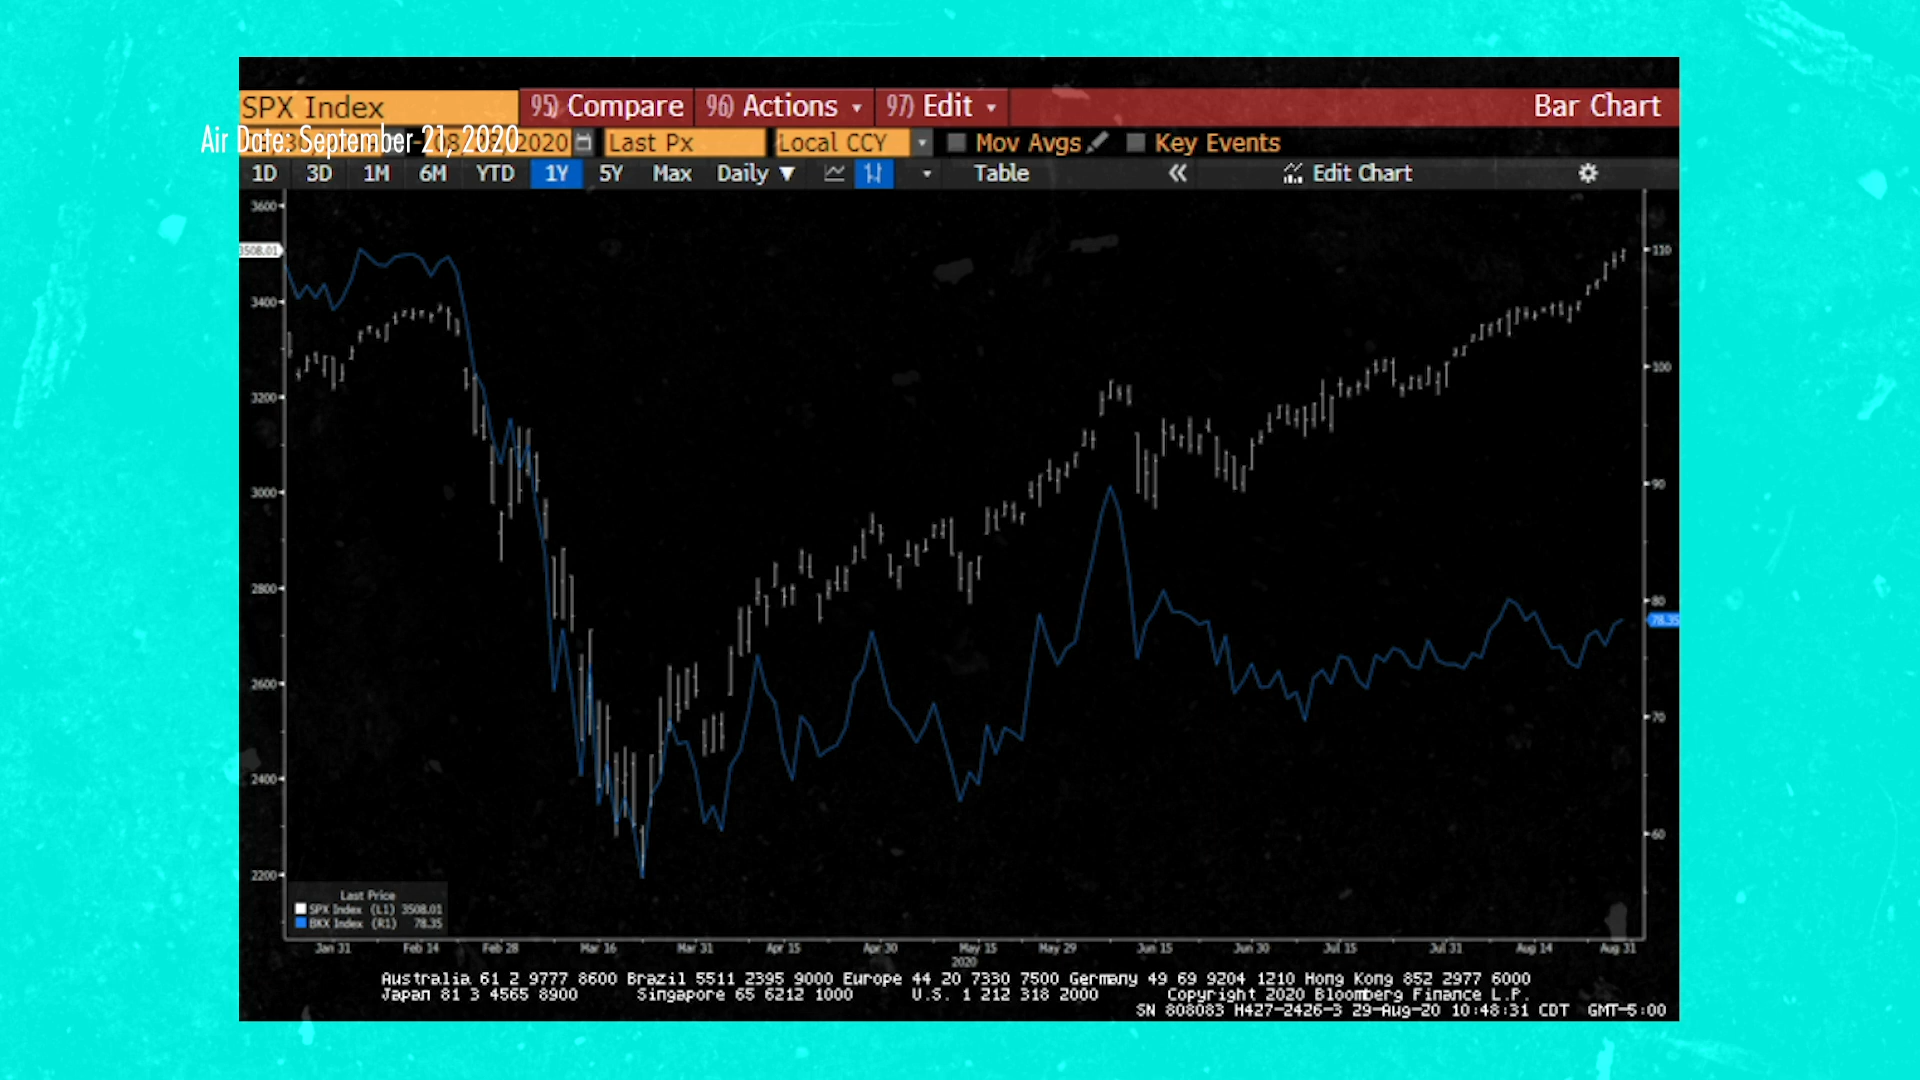 SPX Index 95) Compare 96) Actions 97) Edit Bar Chart
Air Date: September 21, 2020
2020 Last Px Local CCY Mov Avgs Key Events
1D 3D 1M 6M YTD 1Y 5Y Max Daily Table Edit Chart
3600
3508.01
110
3400
100
3200
3000
90
2800
80
78.35
2600
70
2400
60
2200
Last Price
SPX Index (L1) 3508.01
BKX Index (R1) 78.35
Jan 31 Feb 14 Feb 28 Mar 16 Mar 31 Apr 15 Apr 30 May 15 May 29 Jun 15 Jun 30 Jul 15 Jul 31 Aug 14 Aug 31
2020
Australia 61 2 9777 8600 Brazil 5511 2395 9000 Europe 44 20 7330 7500 Germany 49 69 9204 1210 Hong Kong 852 2977 6000
Japan 81 3 4565 8900 Singapore 65 6212 1000 U.S. 1 212 318 2000 Copyright 2020 Bloomberg Finance L.P.
SN 808083 H427-2426-3 29-Aug-20 10:48:31 CDT GMT-5:00